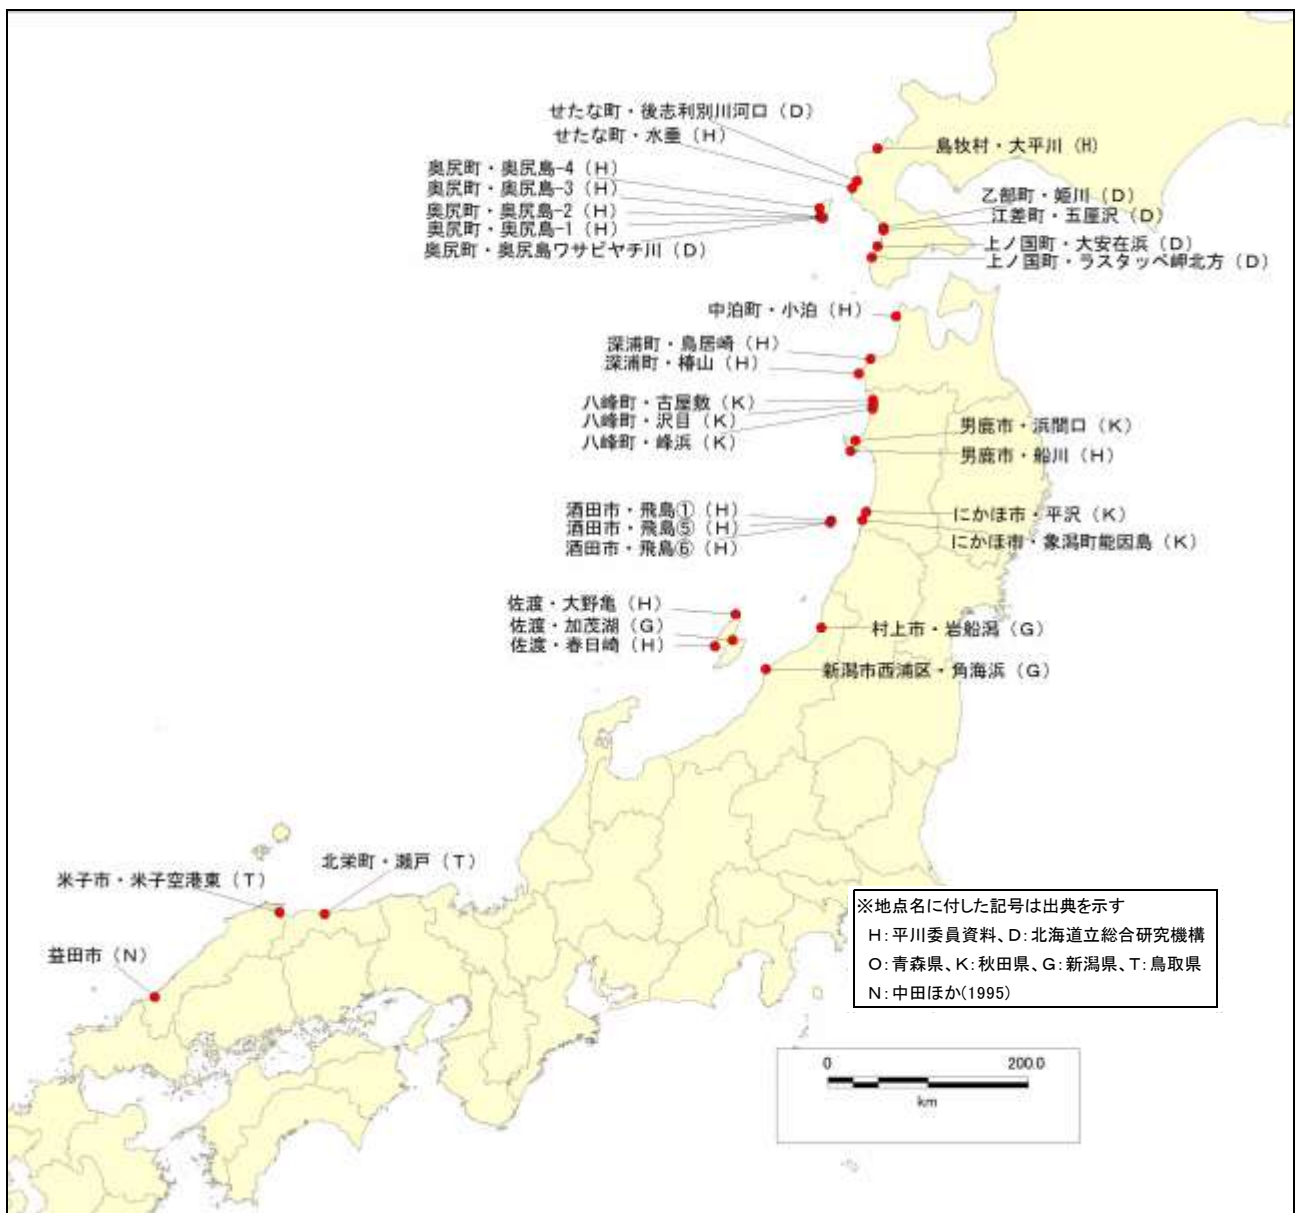 せたな町・後志利別川河口（D）
せたな町・水垂（H）
島牧村・大平川（H）
奥尻町・奥尻島-4（H）
奥尻町・奥尻島-3（H）
奥尻町・奥尻島-2（H）
奥尻町・奥尻島-1（H）
奥尻町・奥尻島ワサビヤチ川（D）
乙部町・姫川（D）
江差町・五厘沢（D）
上ノ国町・大安在浜（D）
上ノ国町・ラスタッペ岬北方（D）
中泊町・小泊（H）
深浦町・鳥居崎（H）
深浦町・椿山（H）
八峰町・古屋敷（K）
八峰町・沢目（K）
八峰町・峰浜（K）
男鹿市・浜間口（K）
男鹿市・船川（H）
酒田市・飛島①（H）
酒田市・飛島⑤（H）
酒田市・飛島⑥（H）
にかほ市・平沢（K）
にかほ市・象潟町能因島（K）
佐渡・大野亀（H）
佐渡・加茂湖（G）
佐渡・春日崎（H）
村上市・岩船潟（G）
新潟市西浦区・角海浜（G）
北栄町・瀬戸（T）
米子市・米子空港東（T）
益田市（N）
※地点名に付した記号は出典を示す
H：平川委員資料、D：北海道立総合研究機構
O：青森県、K：秋田県、G：新潟県、T：鳥取県
N：中田ほか(1995)
0 200.0
km